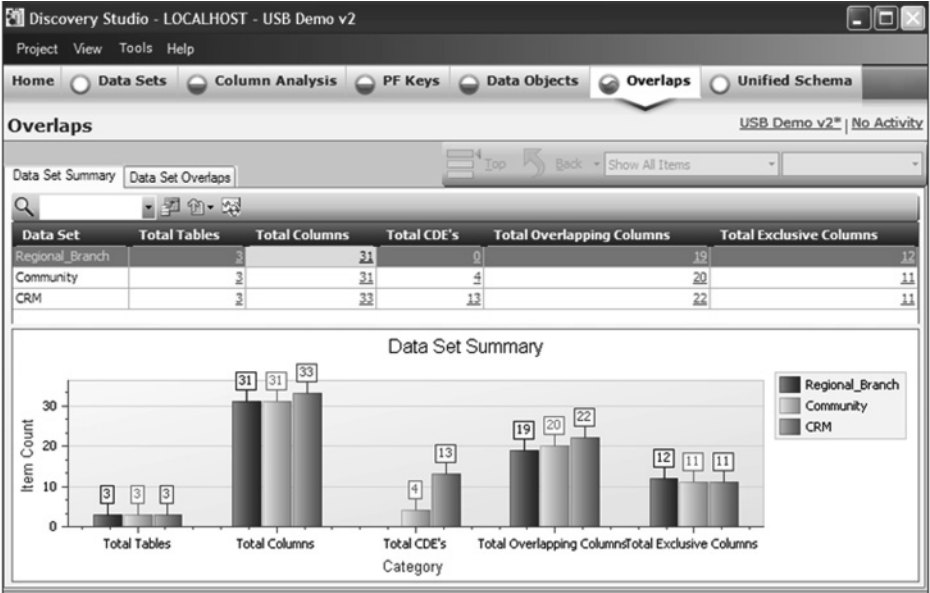 Discovery Studio - LOCALHOST - USB Demo v2
Project View Tools Help
Home Data Sets Column Analysis PF Keys Data Objects Overlaps Unified Schema
Overlaps USB Demo v2* | No Activity
Top Back Show All Items
Data Set Summary Data Set Overlaps
Data Set Total Tables Total Columns Total CDE's Total Overlapping Columns Total Exclusive Columns
Regional_Branch 3 31 0 19 12
Community 3 31 4 20 11
CRM 3 33 13 22 11
Data Set Summary
31 31 33
Regional_Branch
Community
CRM
30
20
10
0
Item Count
3 3 3
4 13
19 20 22
12 11 11
Total Tables Total Columns Total CDE's Total Overlapping Columns Total Exclusive Columns
Category